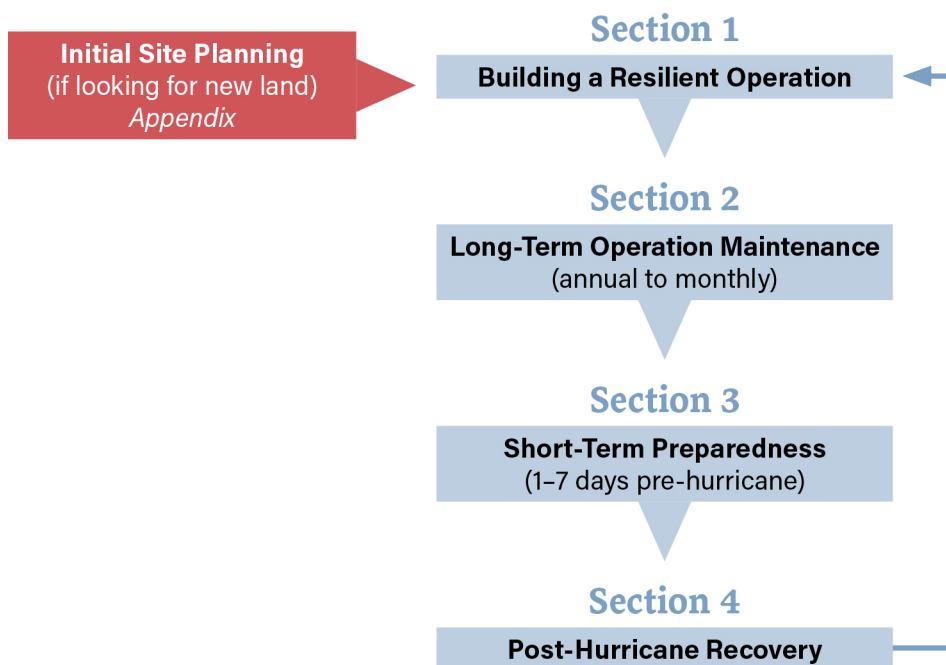 Initial Site Planning
(if looking for new land)
Appendix
Section 1
Building a Resilient Operation
Section 2
Long-Term Operation Maintenance
(annual to monthly)
Section 3
Short-Term Preparedness
(1–7 days pre-hurricane)
Section 4
Post-Hurricane Recovery